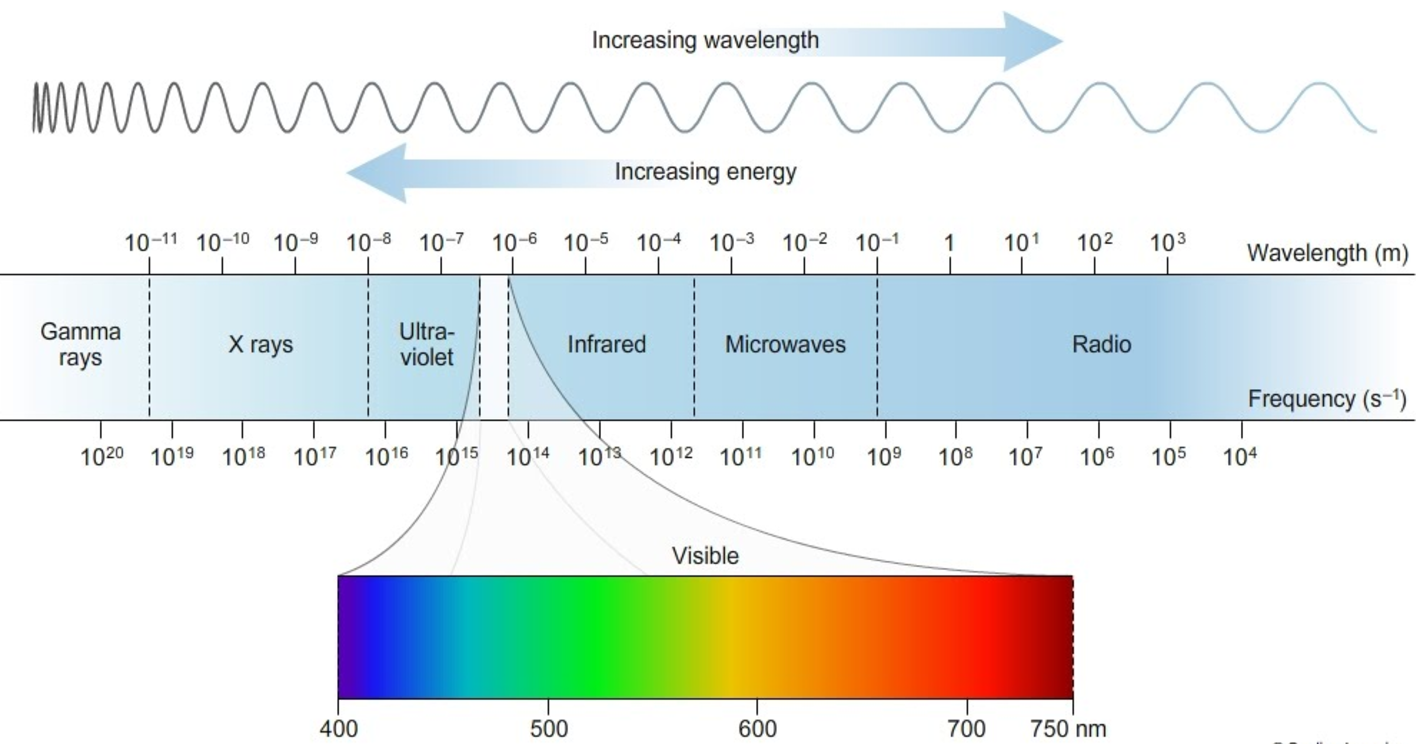 Increasing wavelength
Increasing energy
10⁻¹¹ 10⁻¹⁰ 10⁻⁹ 10⁻⁸ 10⁻⁷ 10⁻⁶ 10⁻⁵ 10⁻⁴ 10⁻³ 10⁻² 10⁻¹ 1 10¹ 10² 10³ Wavelength (m)
Gamma
rays
X rays
Ultra-
violet
Infrared
Microwaves
Radio
Frequency (s⁻¹)
10²⁰ 10¹⁹ 10¹⁸ 10¹⁷ 10¹⁶ 10¹⁵ 10¹⁴ 10¹³ 10¹² 10¹¹ 10¹⁰ 10⁹ 10⁸ 10⁷ 10⁶ 10⁵ 10⁴
Visible
400 500 600 700 750 nm